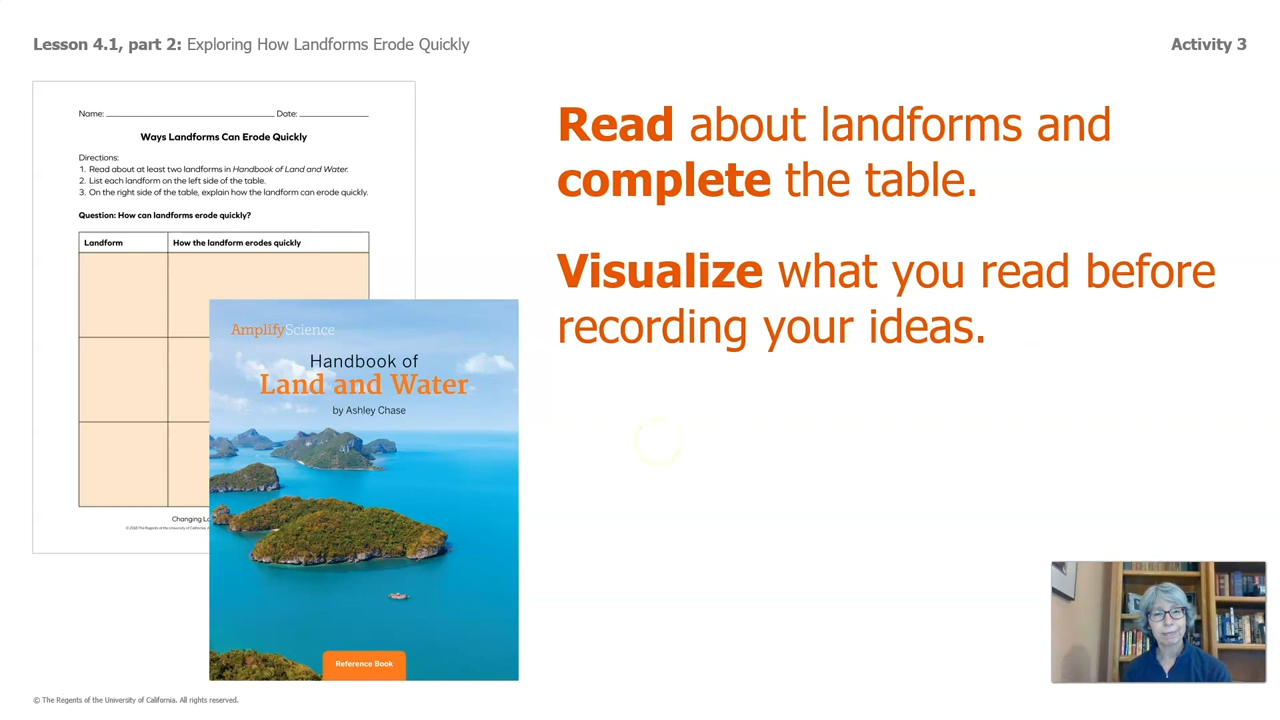 Lesson 4.1, part 2: Exploring How Landforms Erode Quickly
Activity 3
Name: Date:
Ways Landforms Can Erode Quickly
Directions:
1. Read about at least two landforms in Handbook of Land and Water.
2. List each landform on the left side of the table.
3. On the right side of the table, explain how the landform can erode quickly.
Question: How can landforms erode quickly?
Landform How the landform erodes quickly
Changing
AmplifyScience
Handbook of
Land and Water
by Ashley Chase
Reference Book
Read about landforms and
complete the table.
Visualize what you read before
recording your ideas.
© The Regents of the University of California. All rights reserved.